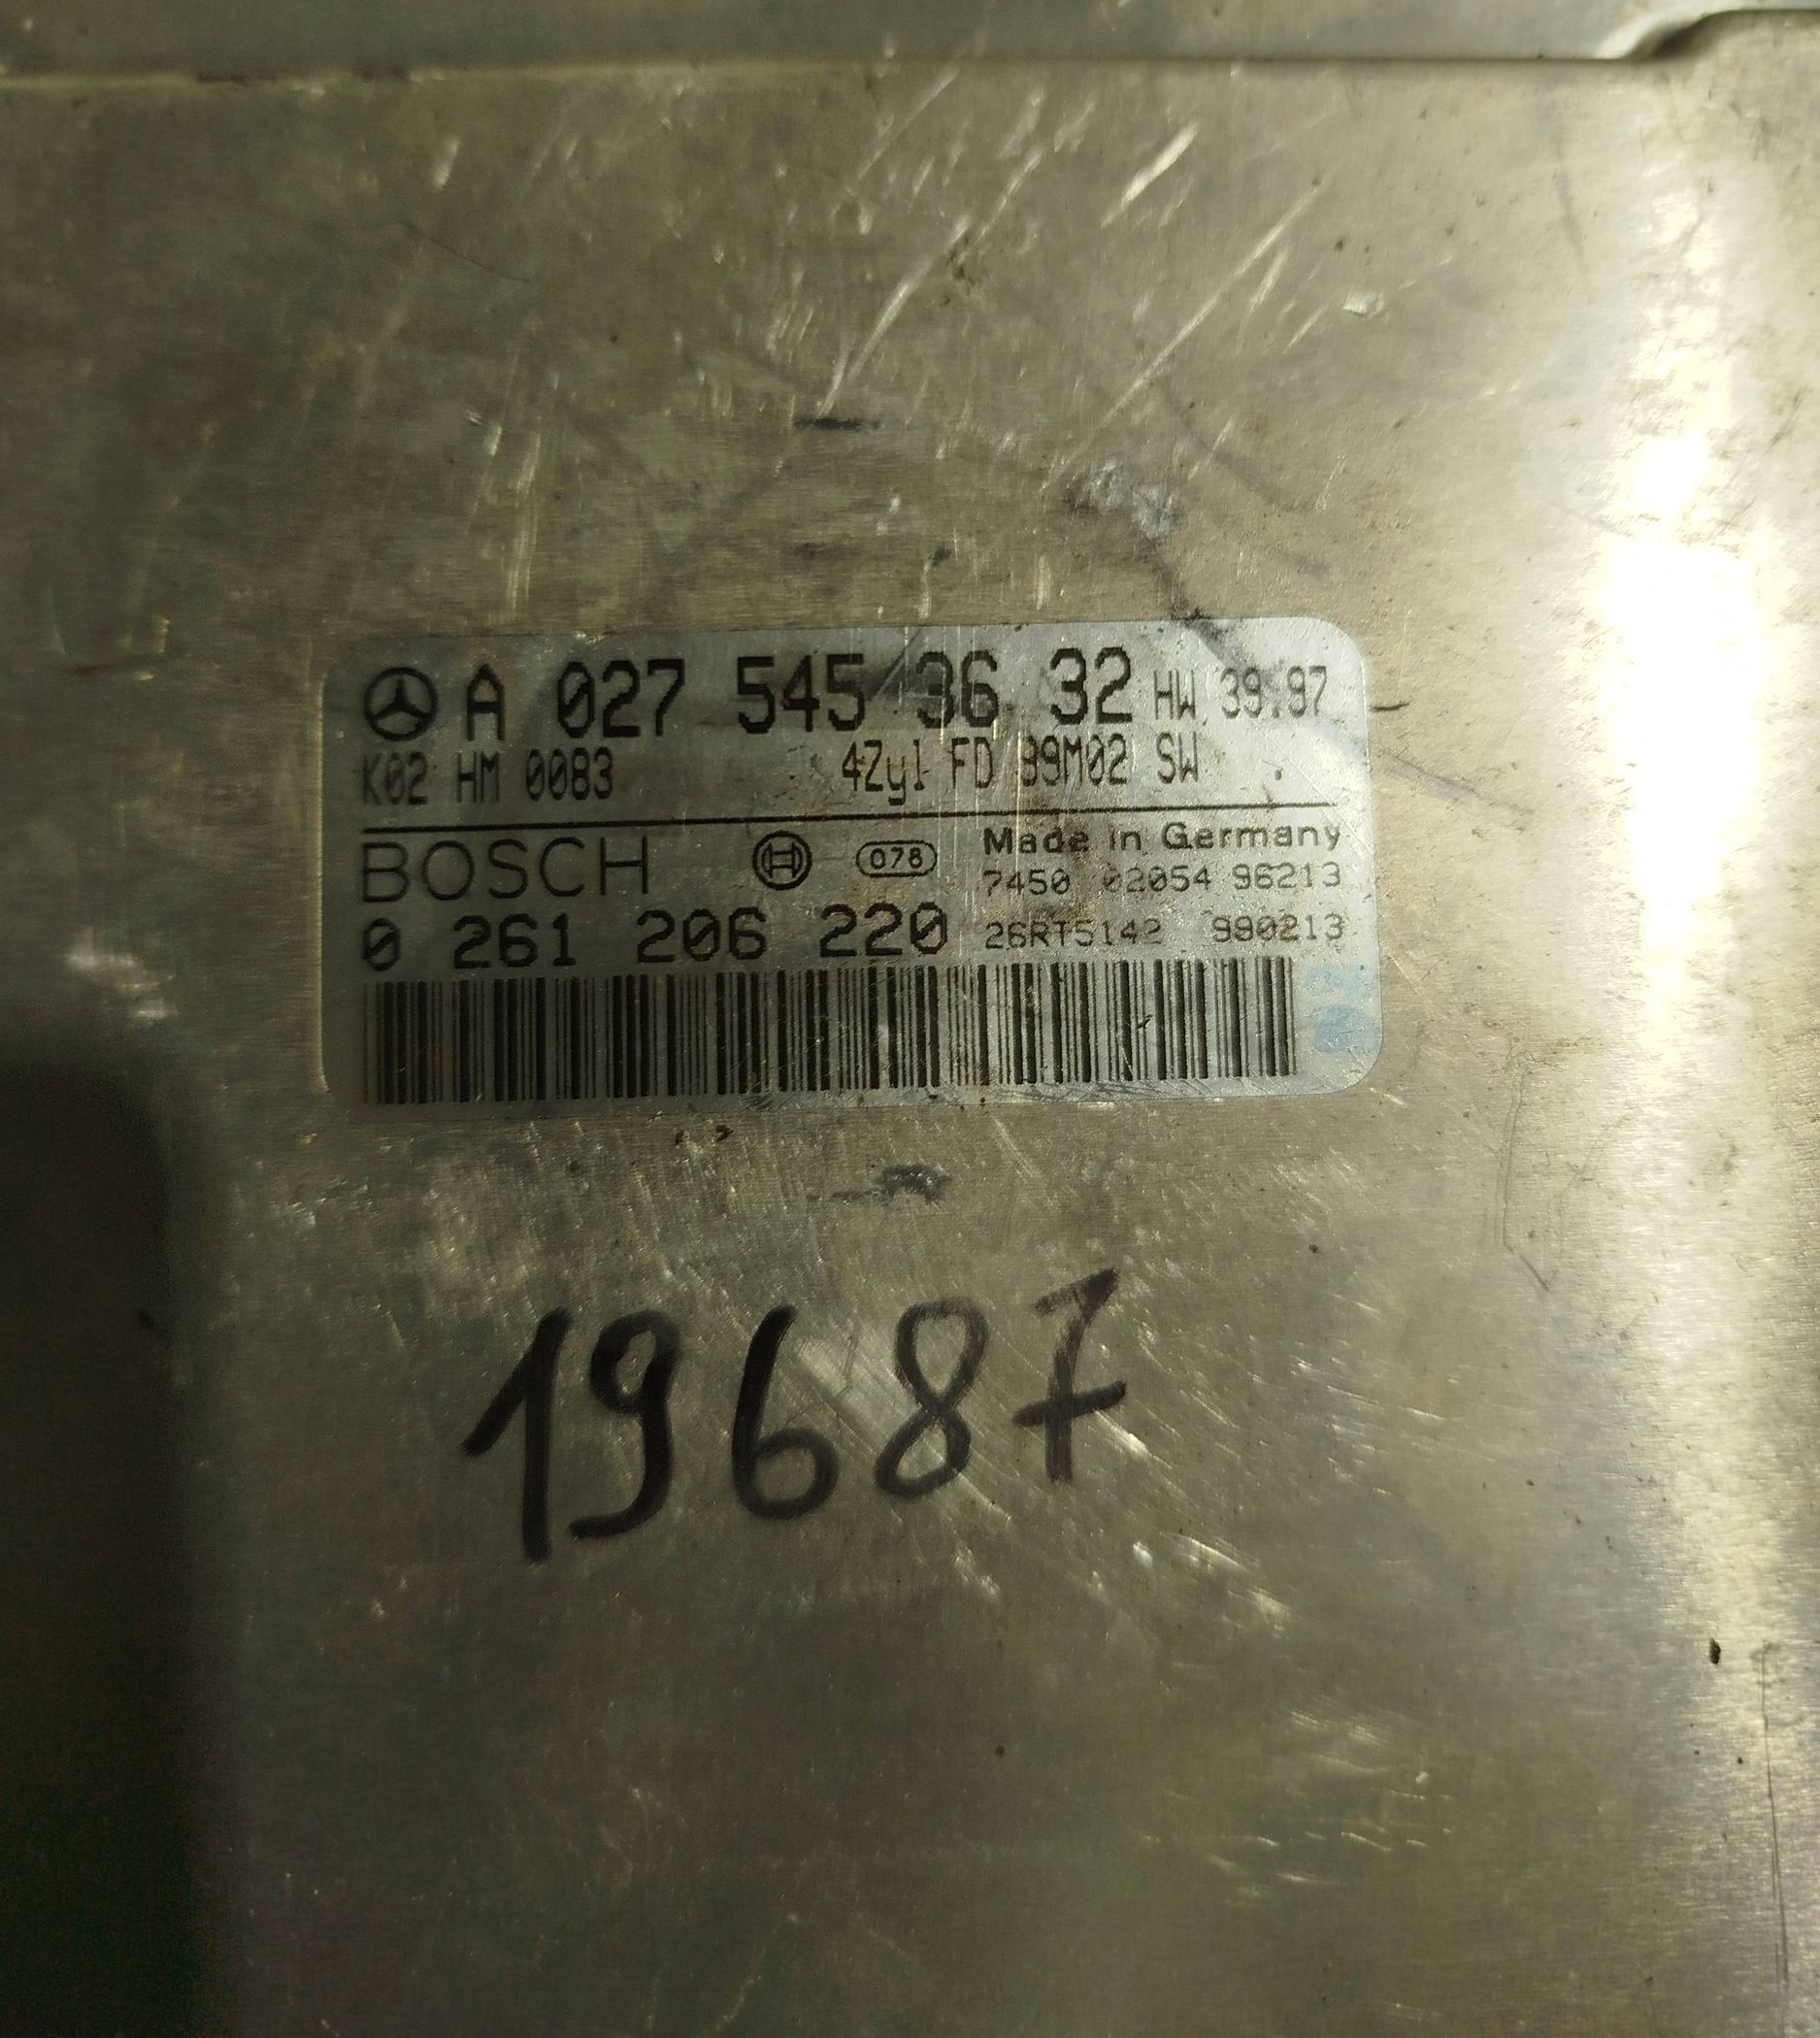 A 027 545 36 32 HW 39.97
K02 HM 0083 4Zyl FD 99M02 SW .
BOSCH 078 Made in Germany
7450 02054 96213
0 261 206 220 26RT5142 990213
19687